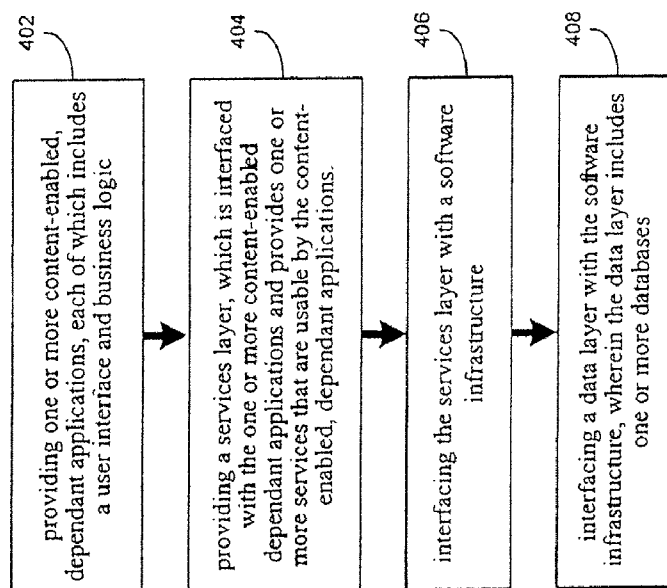 402
providing one or more content-enabled,
dependant applications, each of which includes
a user interface and business logic
404
providing a services layer, which is interfaced
with the one or more content-enabled
dependant applications and provides one or
more services that are usable by the content-
enabled, dependant applications.
406
interfacing the services layer with a software
infrastructure
408
interfacing a data layer with the software
infrastructure, wherein the data layer includes
one or more databases